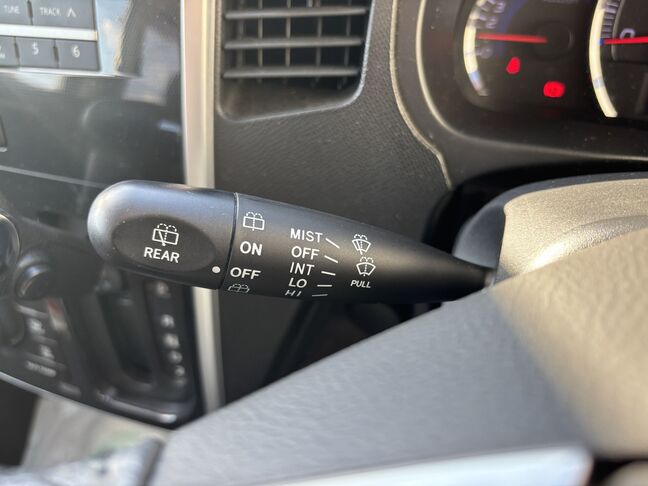 TUNE
TRACK
5
6
REAR
ON
OFF
MIST
OFF
INT
LO
HI
PULL